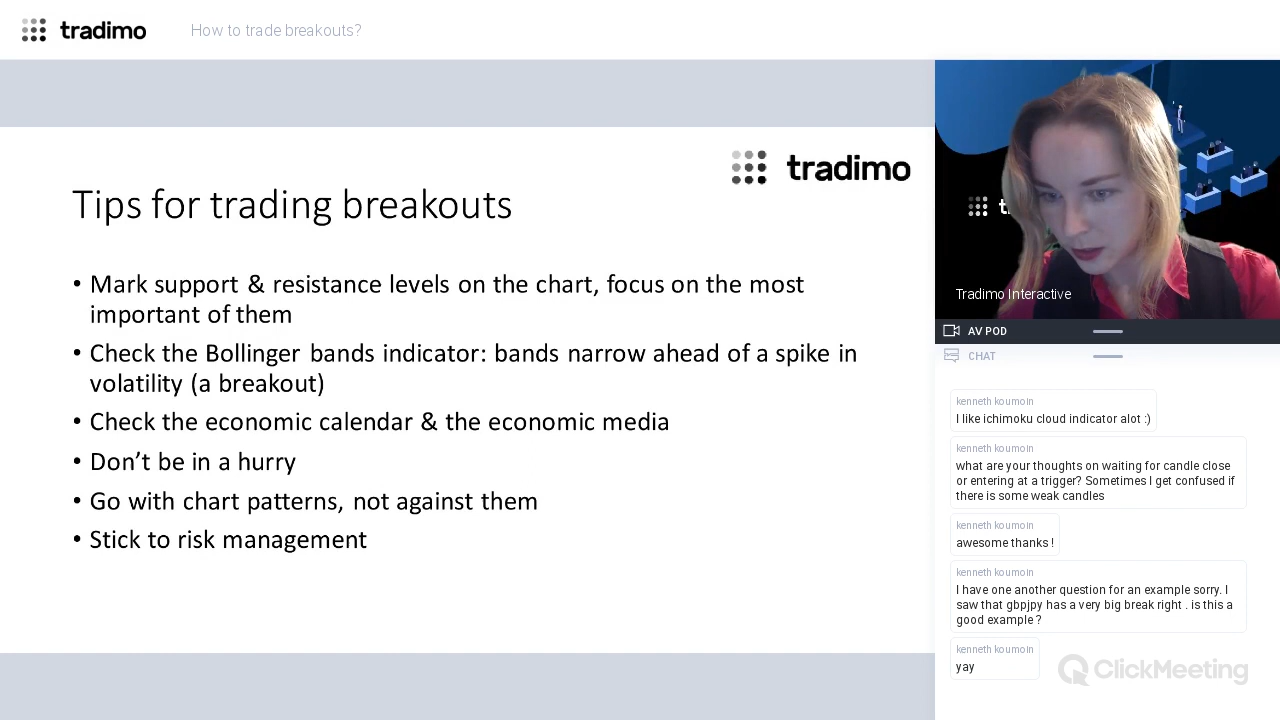 tradimo
How to trade breakouts?
tradimo
Tips for trading breakouts
• Mark support & resistance levels on the chart, focus on the most
important of them
• Check the Bollinger bands indicator: bands narrow ahead of a spike in
volatility (a breakout)
• Check the economic calendar & the economic media
• Don’t be in a hurry
• Go with chart patterns, not against them
• Stick to risk management
Tradimo Interactive
AV POD
CHAT
kenneth koumoin
I like ichimoku cloud indicator alot :)
kenneth koumoin
what are your thoughts on waiting for candle close
or entering at a trigger? Sometimes I get confused if
there is some weak candles
kenneth koumoin
awesome thanks !
kenneth koumoin
I have one another question for an example sorry. I
saw that gbpjpy has a very big break right . is this a
good example ?
kenneth koumoin
yay
ClickMeeting